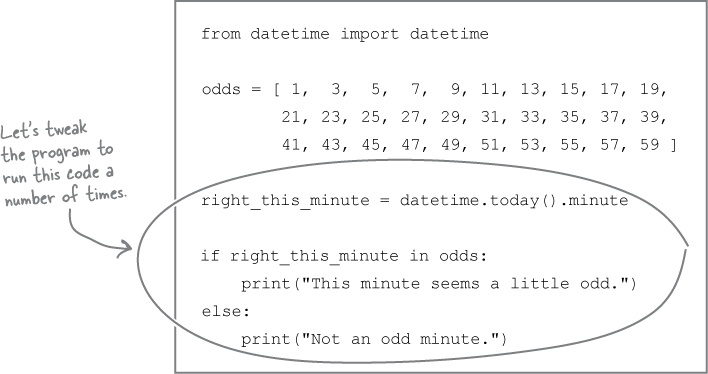 from datetime import datetime
odds = [ 1, 3, 5, 7, 9, 11, 13, 15, 17, 19,
21, 23, 25, 27, 29, 31, 33, 35, 37, 39,
41, 43, 45, 47, 49, 51, 53, 55, 57, 59 ]
Let's tweak
the program to
run this code a
number of times.
right_this_minute = datetime.today().minute
if right_this_minute in odds:
print("This minute seems a little odd.")
else:
print("Not an odd minute.")